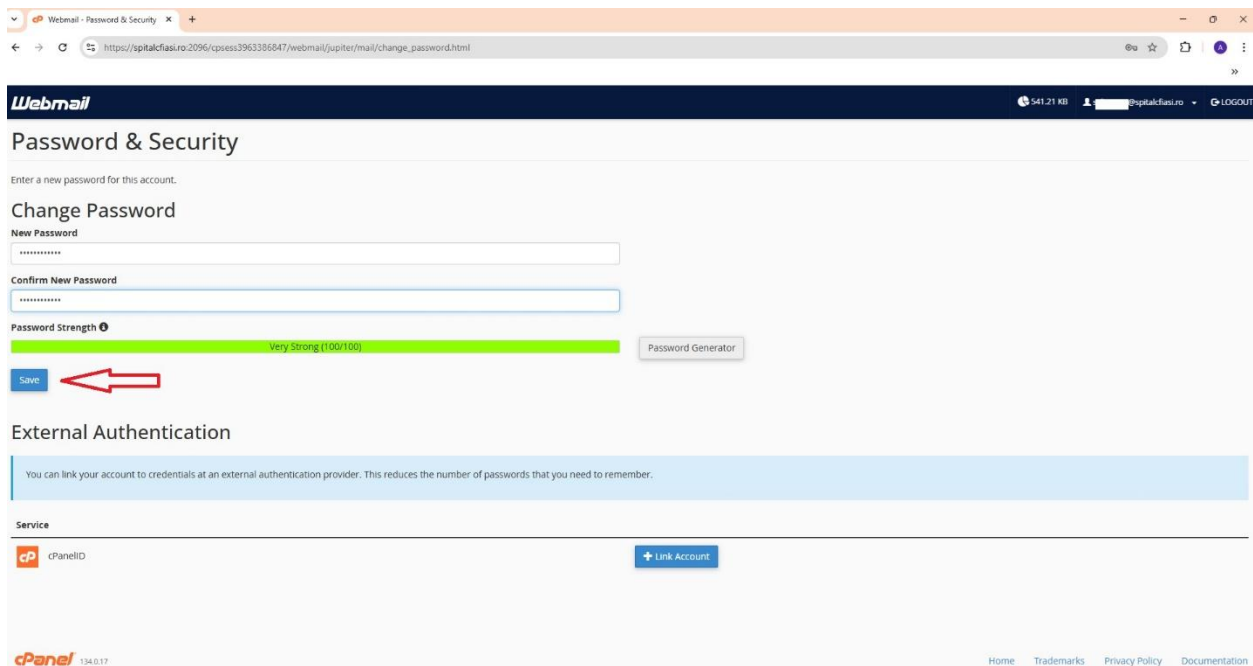 Webmail - Password & Security
https://spitalcfiasi.ro:2096/cpsess3963386847/webmail/jupiter/mail/change_password.html
A
Webmail 541.21 KB @spitalcfiasi.ro LOGOUT
Password & Security
Enter a new password for this account.
Change Password
New Password
••••••••••••
Confirm New Password
••••••••••••
Password Strength
Very Strong (100/100) Password Generator
Save
External Authentication
You can link your account to credentials at an external authentication provider. This reduces the number of passwords that you need to remember.
Service
cP cPanelID + Link Account
cPanel 134.0.17 Home Trademarks Privacy Policy Documentation